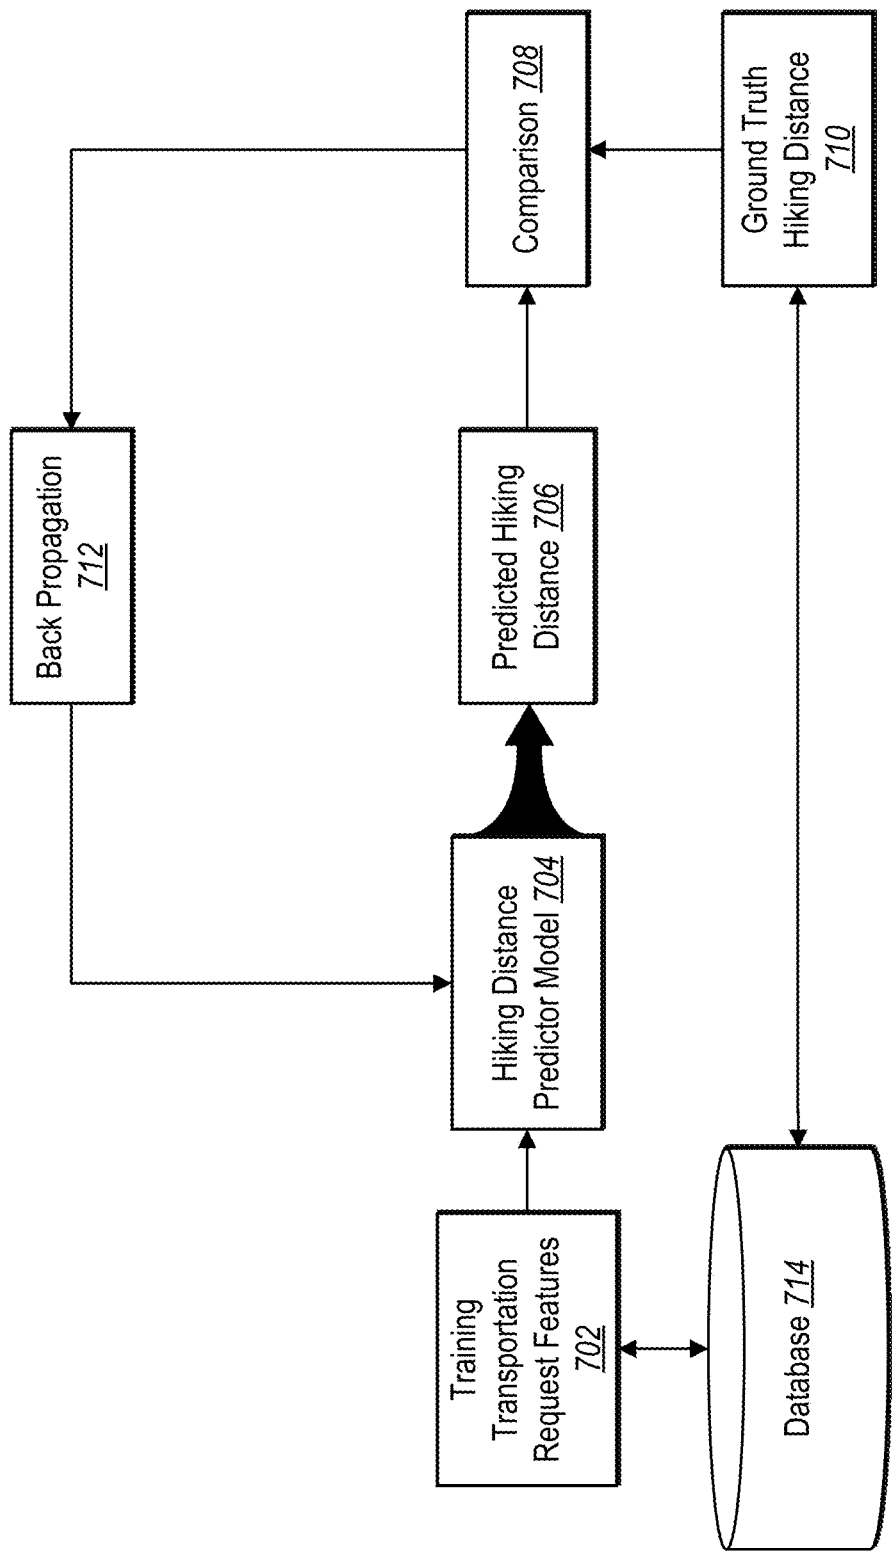 Back Propagation
712
Training
Transportation
Request Features
702
Hiking Distance
Predictor Model 704
Predicted Hiking
Distance 706
Comparison 708
Database 714
Ground Truth
Hiking Distance
710